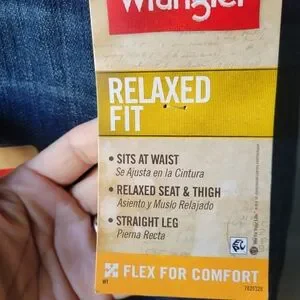 Wrangler
RELAXED
FIT
• SITS AT WAIST
Se Ajusta en la Cintura
• RELAXED SEAT & THIGH
Asiento y Muslo Relajado
• STRAIGHT LEG
Pierna Recta
FLEX FOR COMFORT